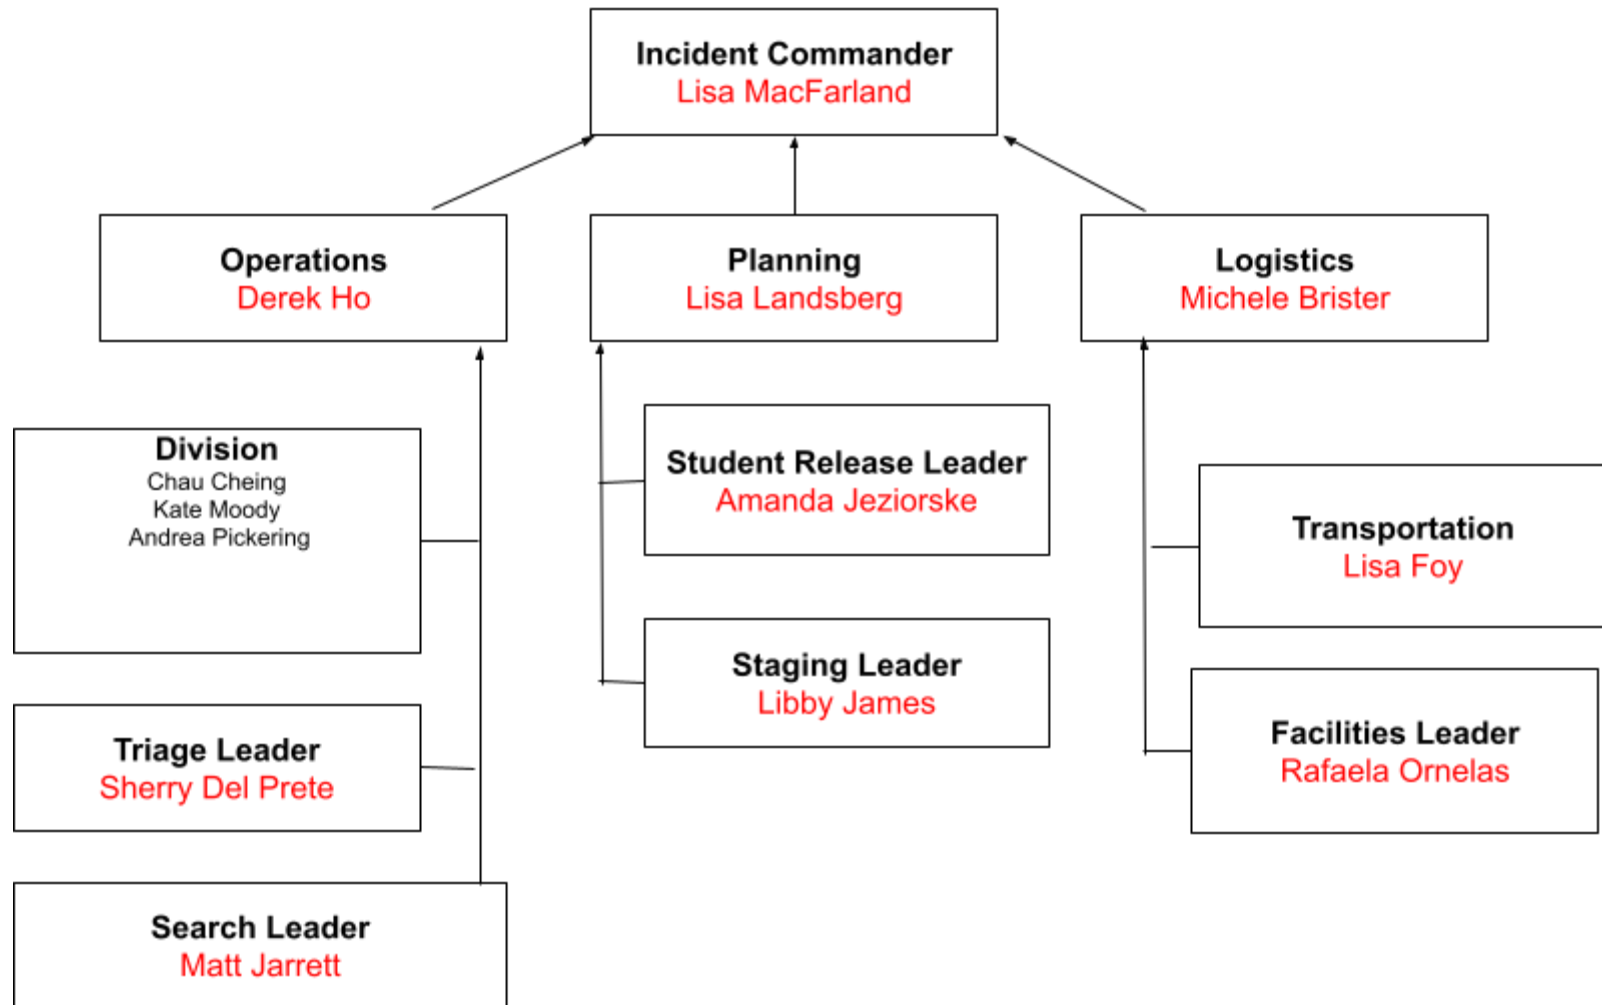 Incident Commander
Lisa MacFarland
Operations
Derek Ho
Planning
Lisa Landsberg
Logistics
Michele Brister
Division
Chau Cheing
Kate Moody
Andrea Pickering
Student Release Leader
Amanda Jeziorske
Transportation
Lisa Foy
Triage Leader
Sherry Del Prete
Staging Leader
Libby James
Facilities Leader
Rafaela Ornelas
Search Leader
Matt Jarrett